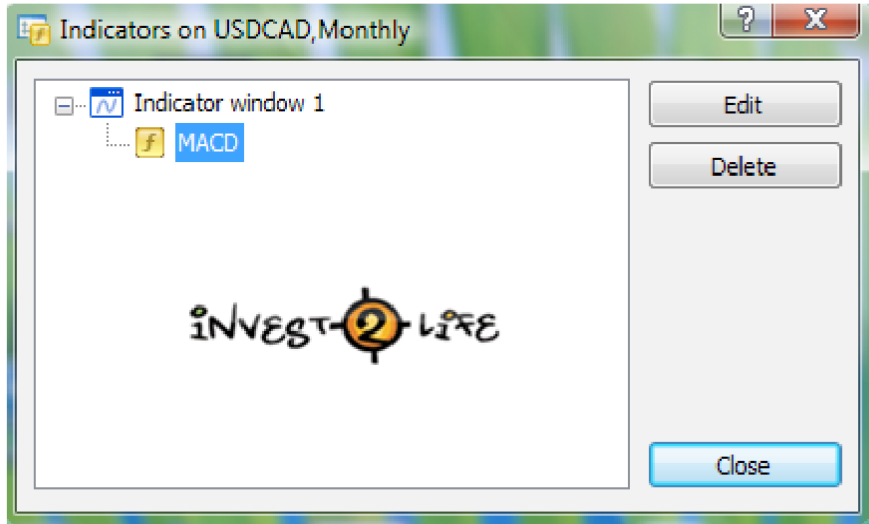 Indicators on USDCAD,Monthly
?
X
Indicator window 1
MACD
Edit
Delete
iNVEST 2 LiFE
Close